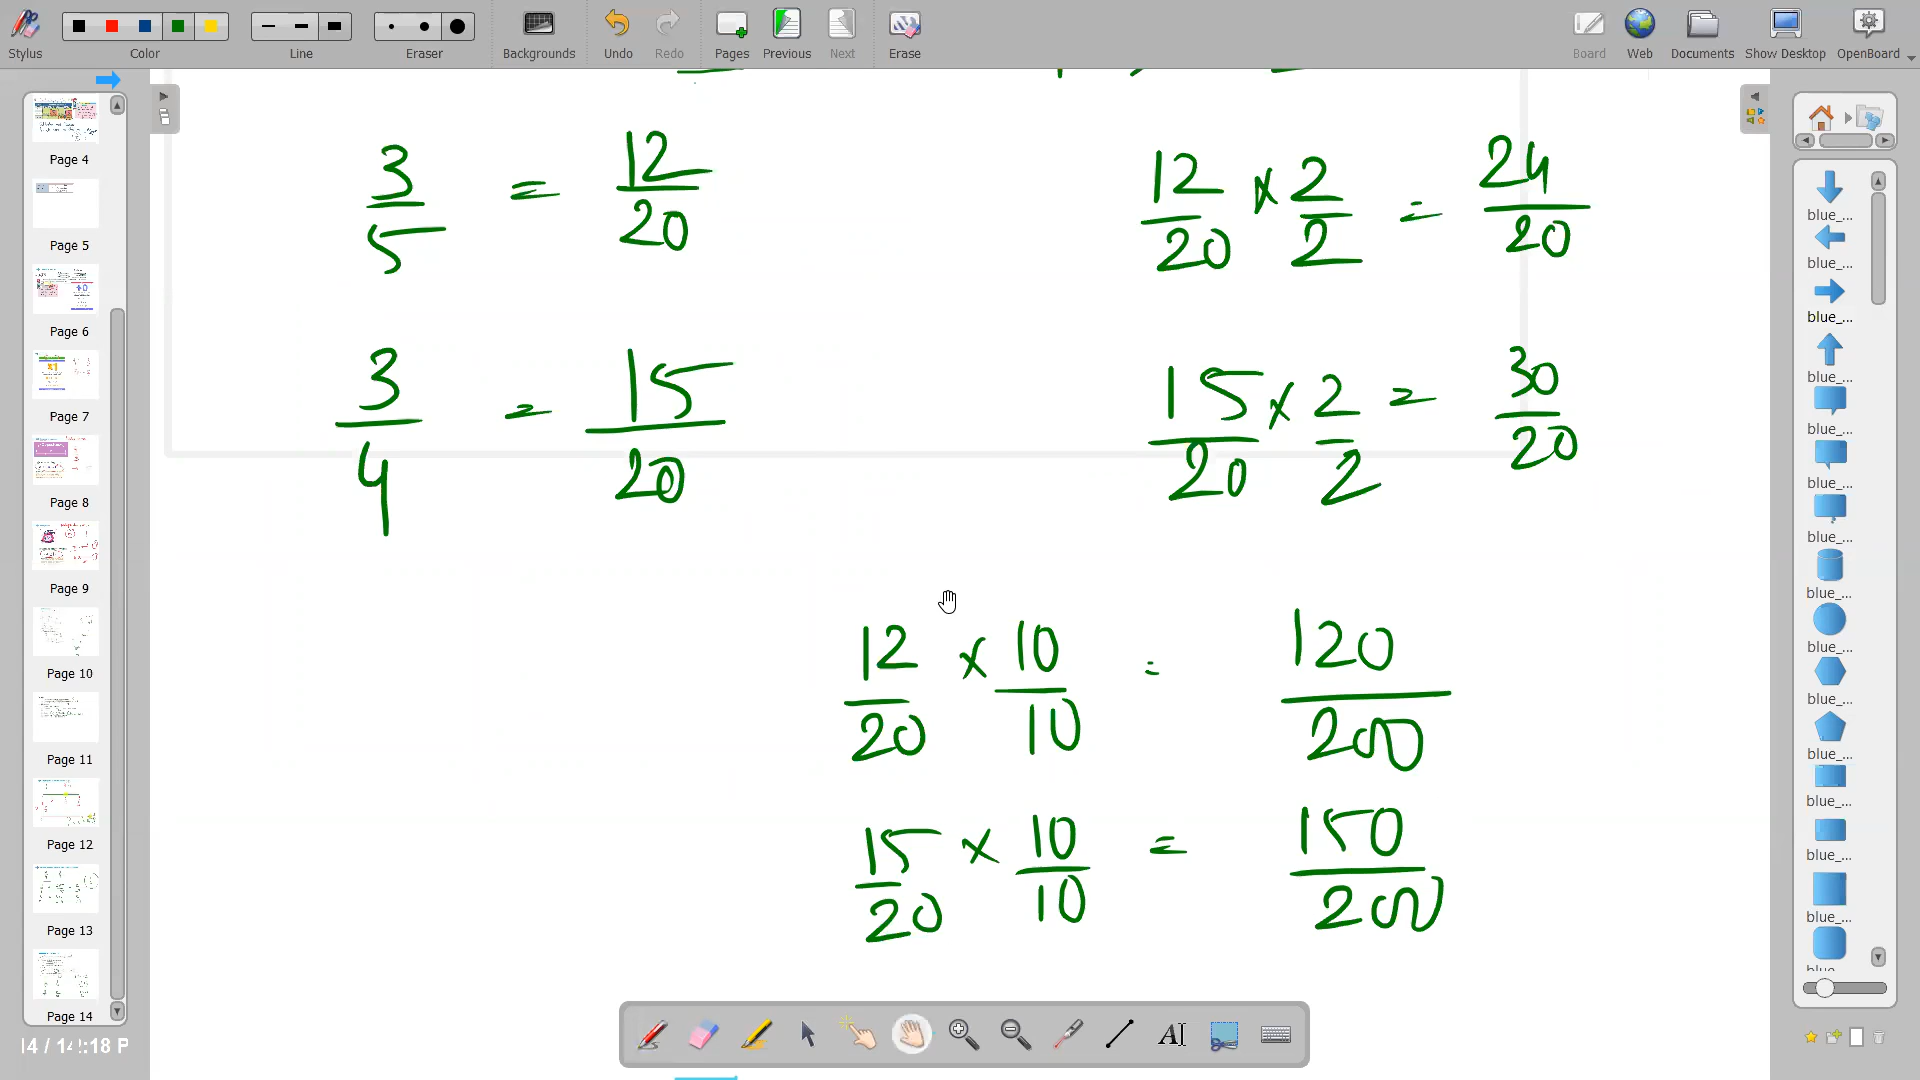 Stylus Color Line Eraser Backgrounds Undo Redo Pages Previous Next Erase Board Web Documents Show Desktop OpenBoard
Page 4
Page 5
Page 6
Page 7
Page 8
Page 9
Page 10
Page 11
Page 12
Page 13
Page 14
3/5 = 12/20
12/20 × 2/2 = 24/20
3/4 = 15/20
15/20 × 2/2 = 30/20
12/20 × 10/10 = 120/200
15/20 × 10/10 = 150/200
blue_...
blue_...
blue_...
blue_...
blue_...
blue_...
blue_...
blue_...
blue_...
blue_...
blue_...
blue_...
blue_...
blue_...